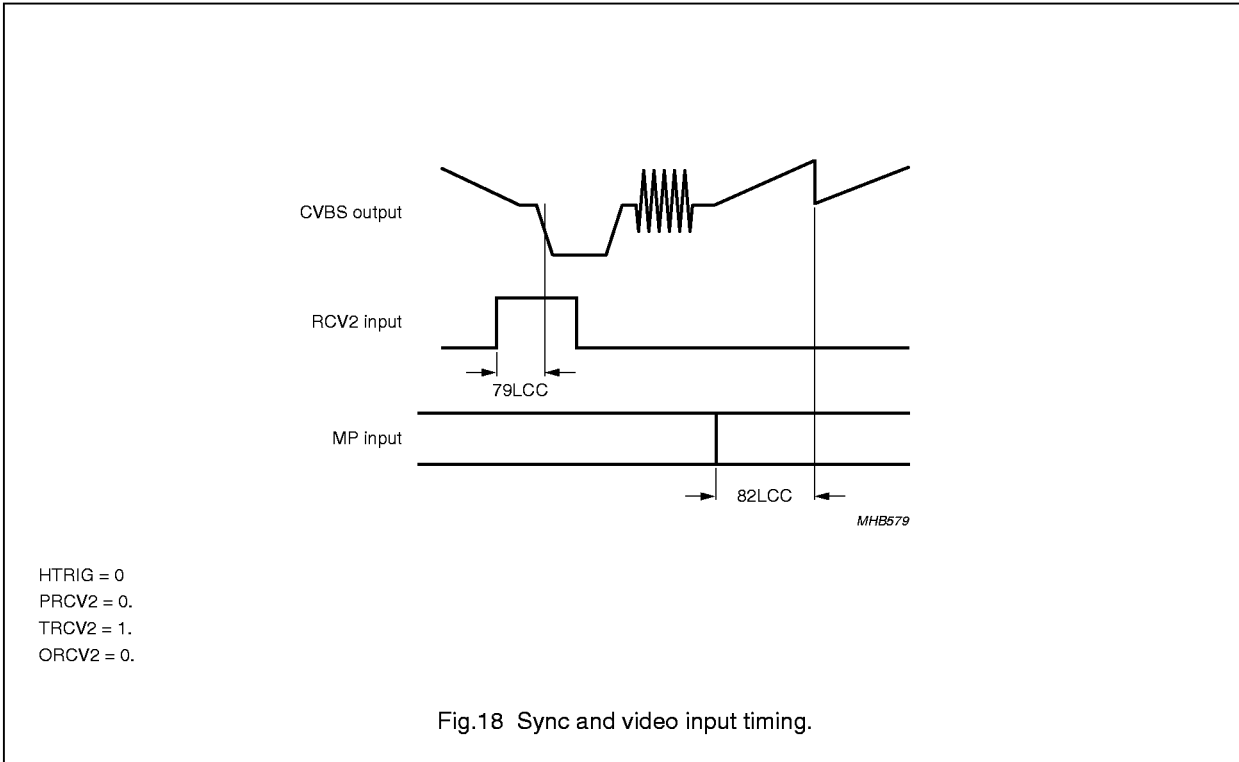 CVBS output
RCV2 input
79LCC
MP input
82LCC
MHB579
HTRIG = 0
PRCV2 = 0.
TRCV2 = 1.
ORCV2 = 0.
Fig.18 Sync and video input timing.